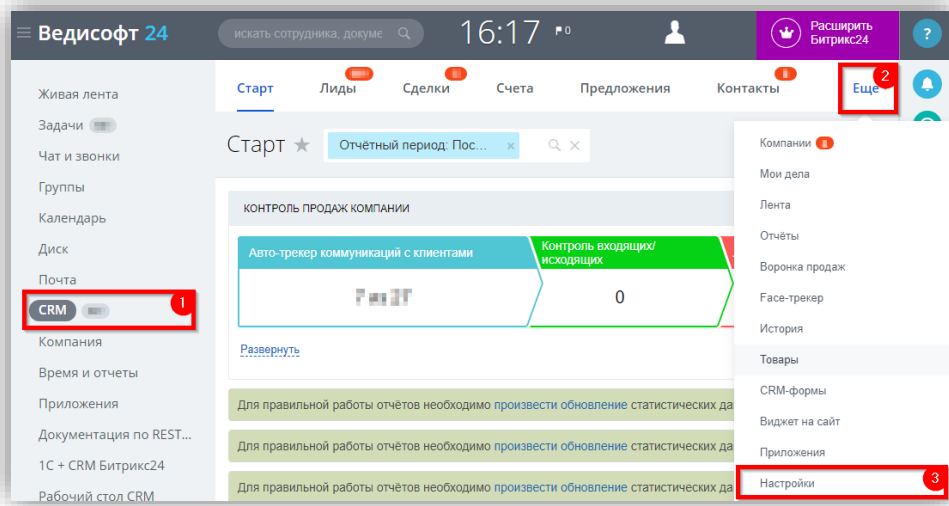 Ведисофт 24
искать сотрудника, докуме
16:17
0
Расширить
Битрикс24
?
Живая лента
Задачи
Чат и звонки
Группы
Календарь
Диск
Почта
CRM
1
Компания
Время и отчеты
Приложения
Документация по REST...
1С + CRM Битрикс24
Рабочий стол CRM
Старт
Лиды
Сделки
Счета
Предложения
Контакты
Еще
2
Старт
Отчётный период: Пос... ×
КОНТРОЛЬ ПРОДАЖ КОМПАНИИ
Авто-трекер коммуникаций с клиентами
Контроль входящих/
исходящих
0
Развернуть
Для правильной работы отчётов необходимо произвести обновление статистических да
Для правильной работы отчётов необходимо произвести обновление статистических да
Для правильной работы отчётов необходимо произвести обновление статистических да
Компании
Мои дела
Лента
Отчёты
Воронка продаж
Face-трекер
История
Товары
CRM-формы
Виджет на сайт
Приложения
Настройки
3